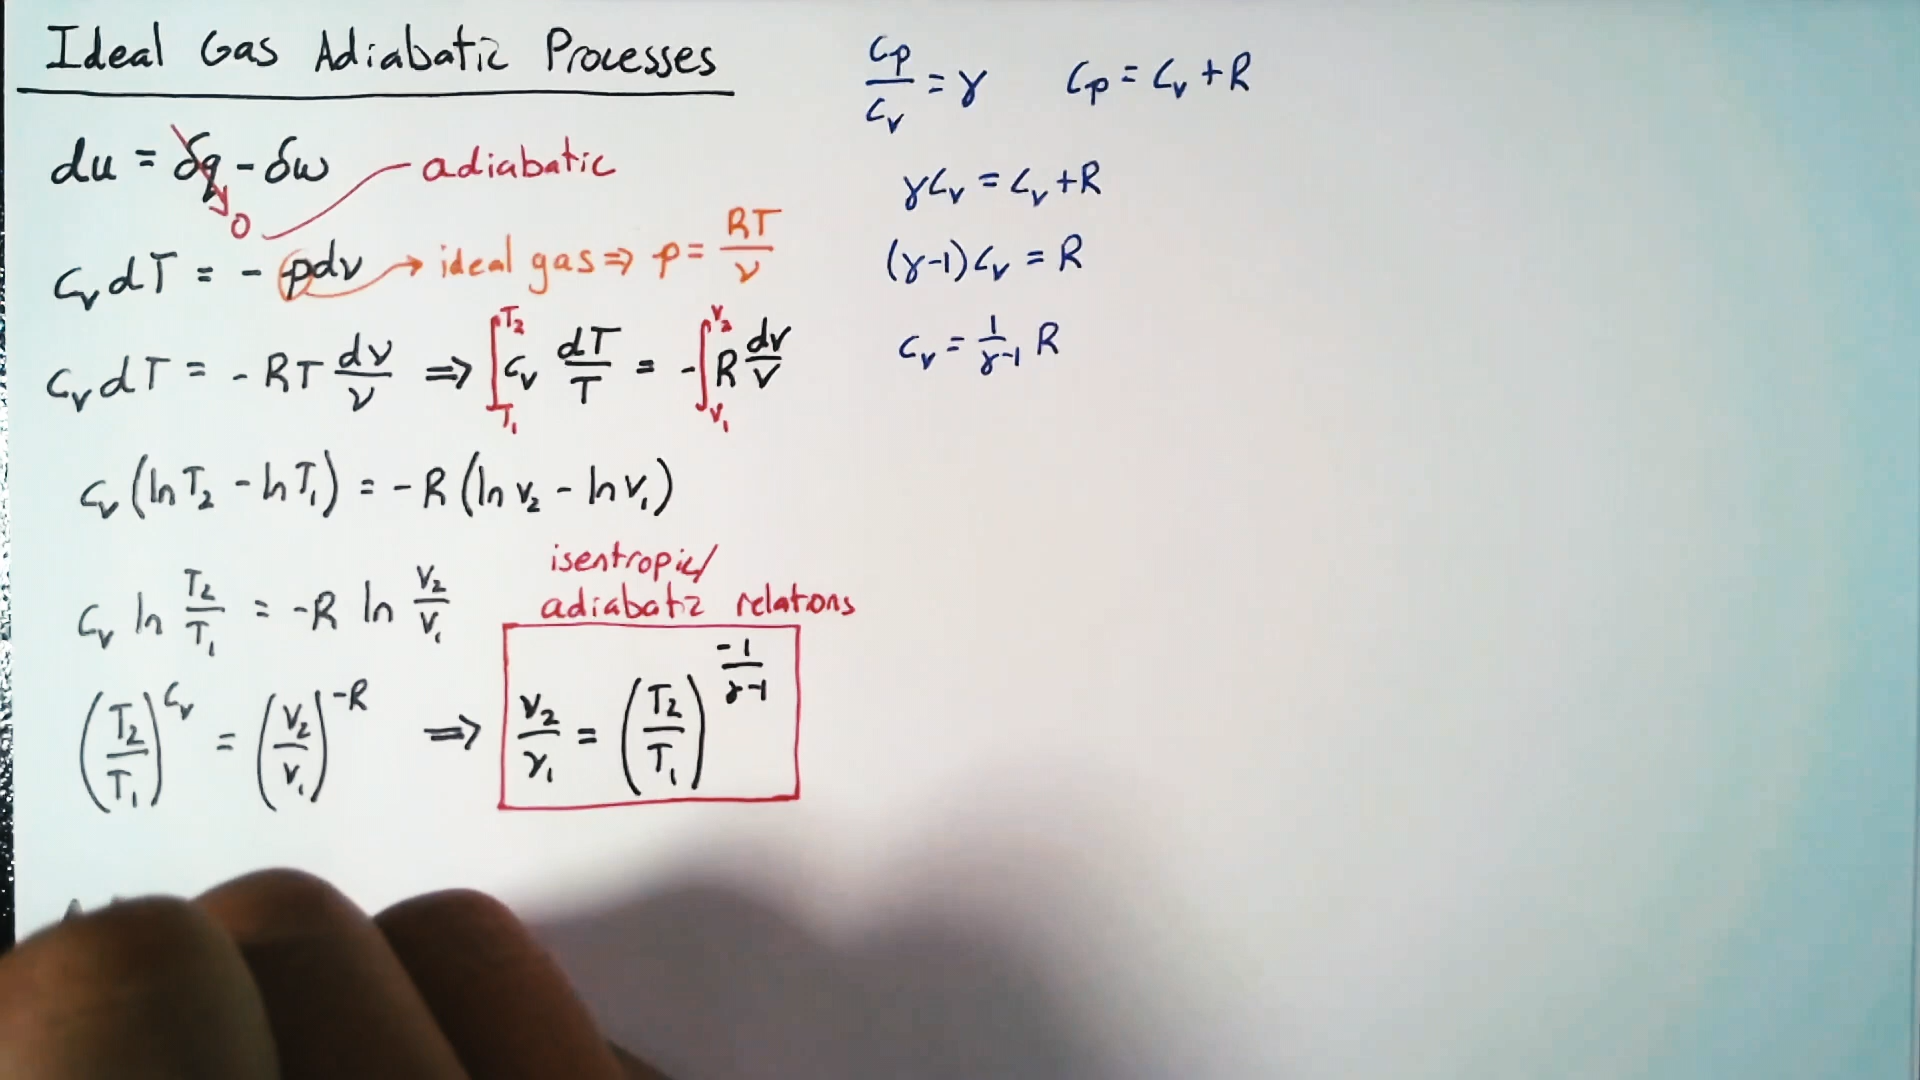 Ideal Gas Adiabatic Processes
du = δq - δw adiabatic
0
c_v dT = - pdv → ideal gas ⇒ p = RT/v
c_v dT = - RT dv/v ⇒ ∫_{T_1}^{T_2} c_v dT/T = - ∫_{v_1}^{v_2} R dv/v
c_v (ln T_2 - ln T_1) = - R (ln v_2 - ln v_1)
c_v ln T_2/T_1 = -R ln v_2/v_1
(T_2/T_1)^{c_v} = (v_2/v_1)^{-R} ⇒
isentropic/
adiabatic relations
v_2/v_1 = (T_2/T_1)^{-1/(γ-1)}
c_p/c_v = γ c_p = c_v + R
γc_v = c_v + R
(γ-1)c_v = R
c_v = 1/(γ-1) R